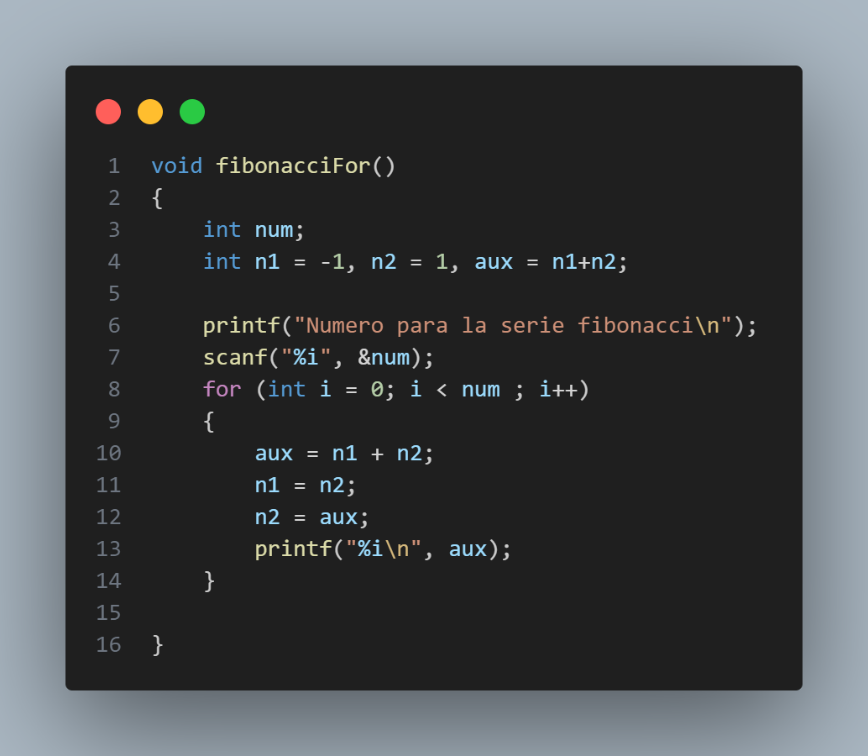 1 void fibonacciFor()
2 {
3     int num;
4     int n1 = -1, n2 = 1, aux = n1+n2;
5
6     printf("Numero para la serie fibonacci\n");
7     scanf("%i", &num);
8     for (int i = 0; i < num ; i++)
9     {
10         aux = n1 + n2;
11         n1 = n2;
12         n2 = aux;
13         printf("%i\n", aux);
14     }
15
16 }